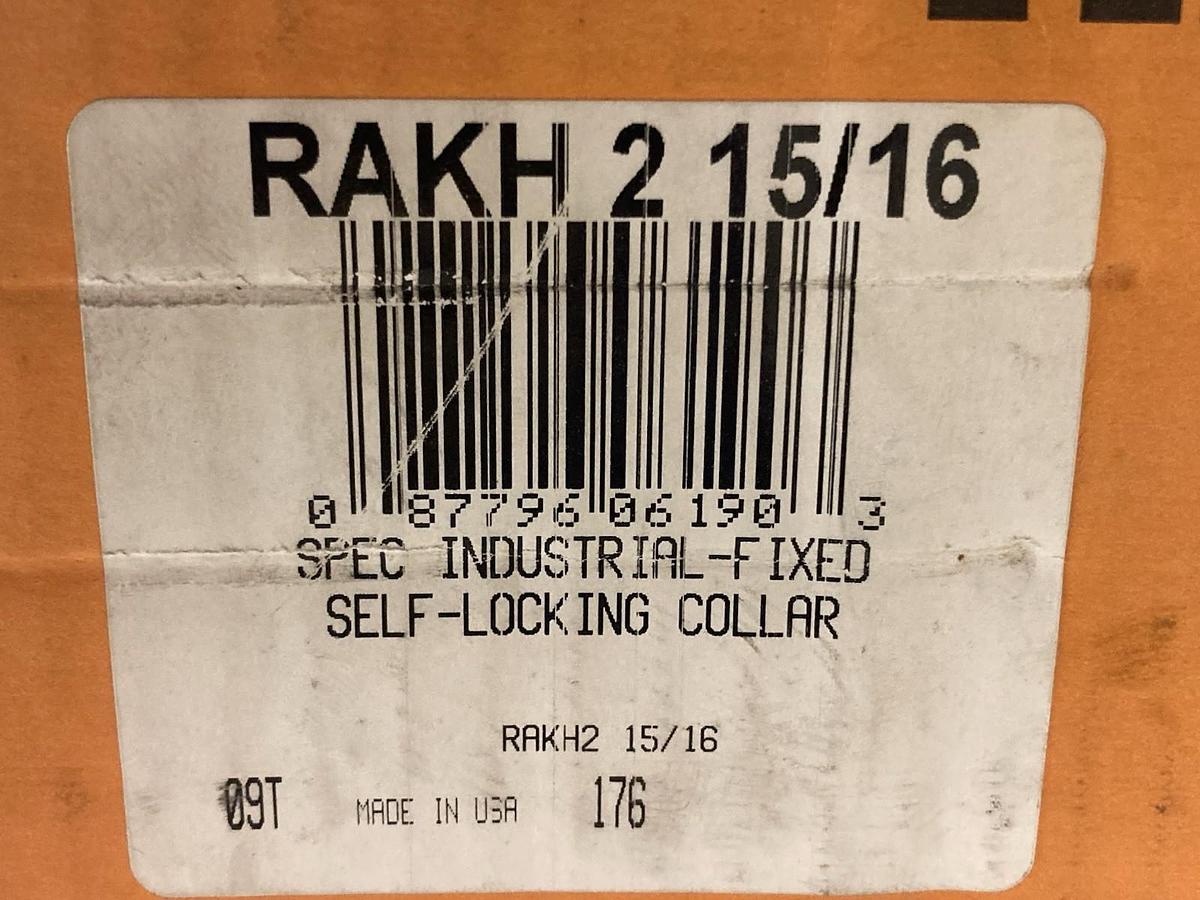 RAKH 2 15/16
0 87796 06190 3
SPEC INDUSTRIAL-FIXED
SELF-LOCKING COLLAR
RAKH2 15/16
09T MADE IN USA 176